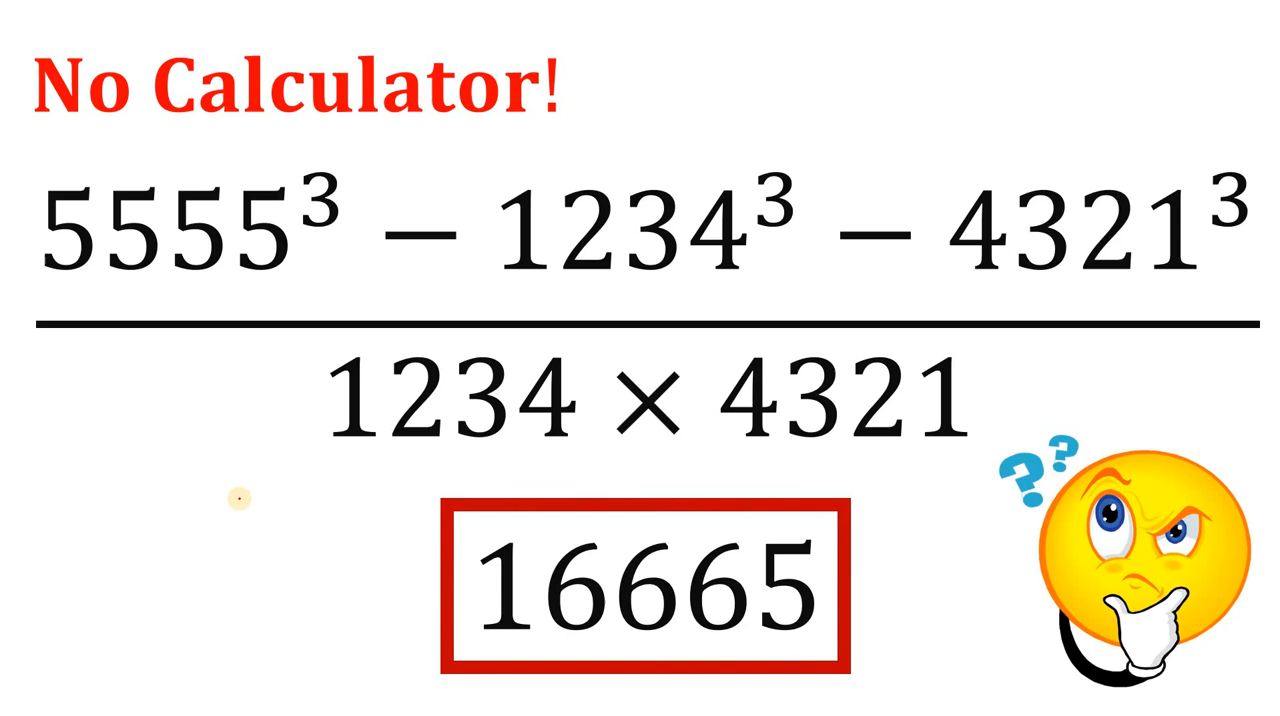 No Calculator!
5555³ − 1234³ − 4321³
1234 × 4321
??
16665